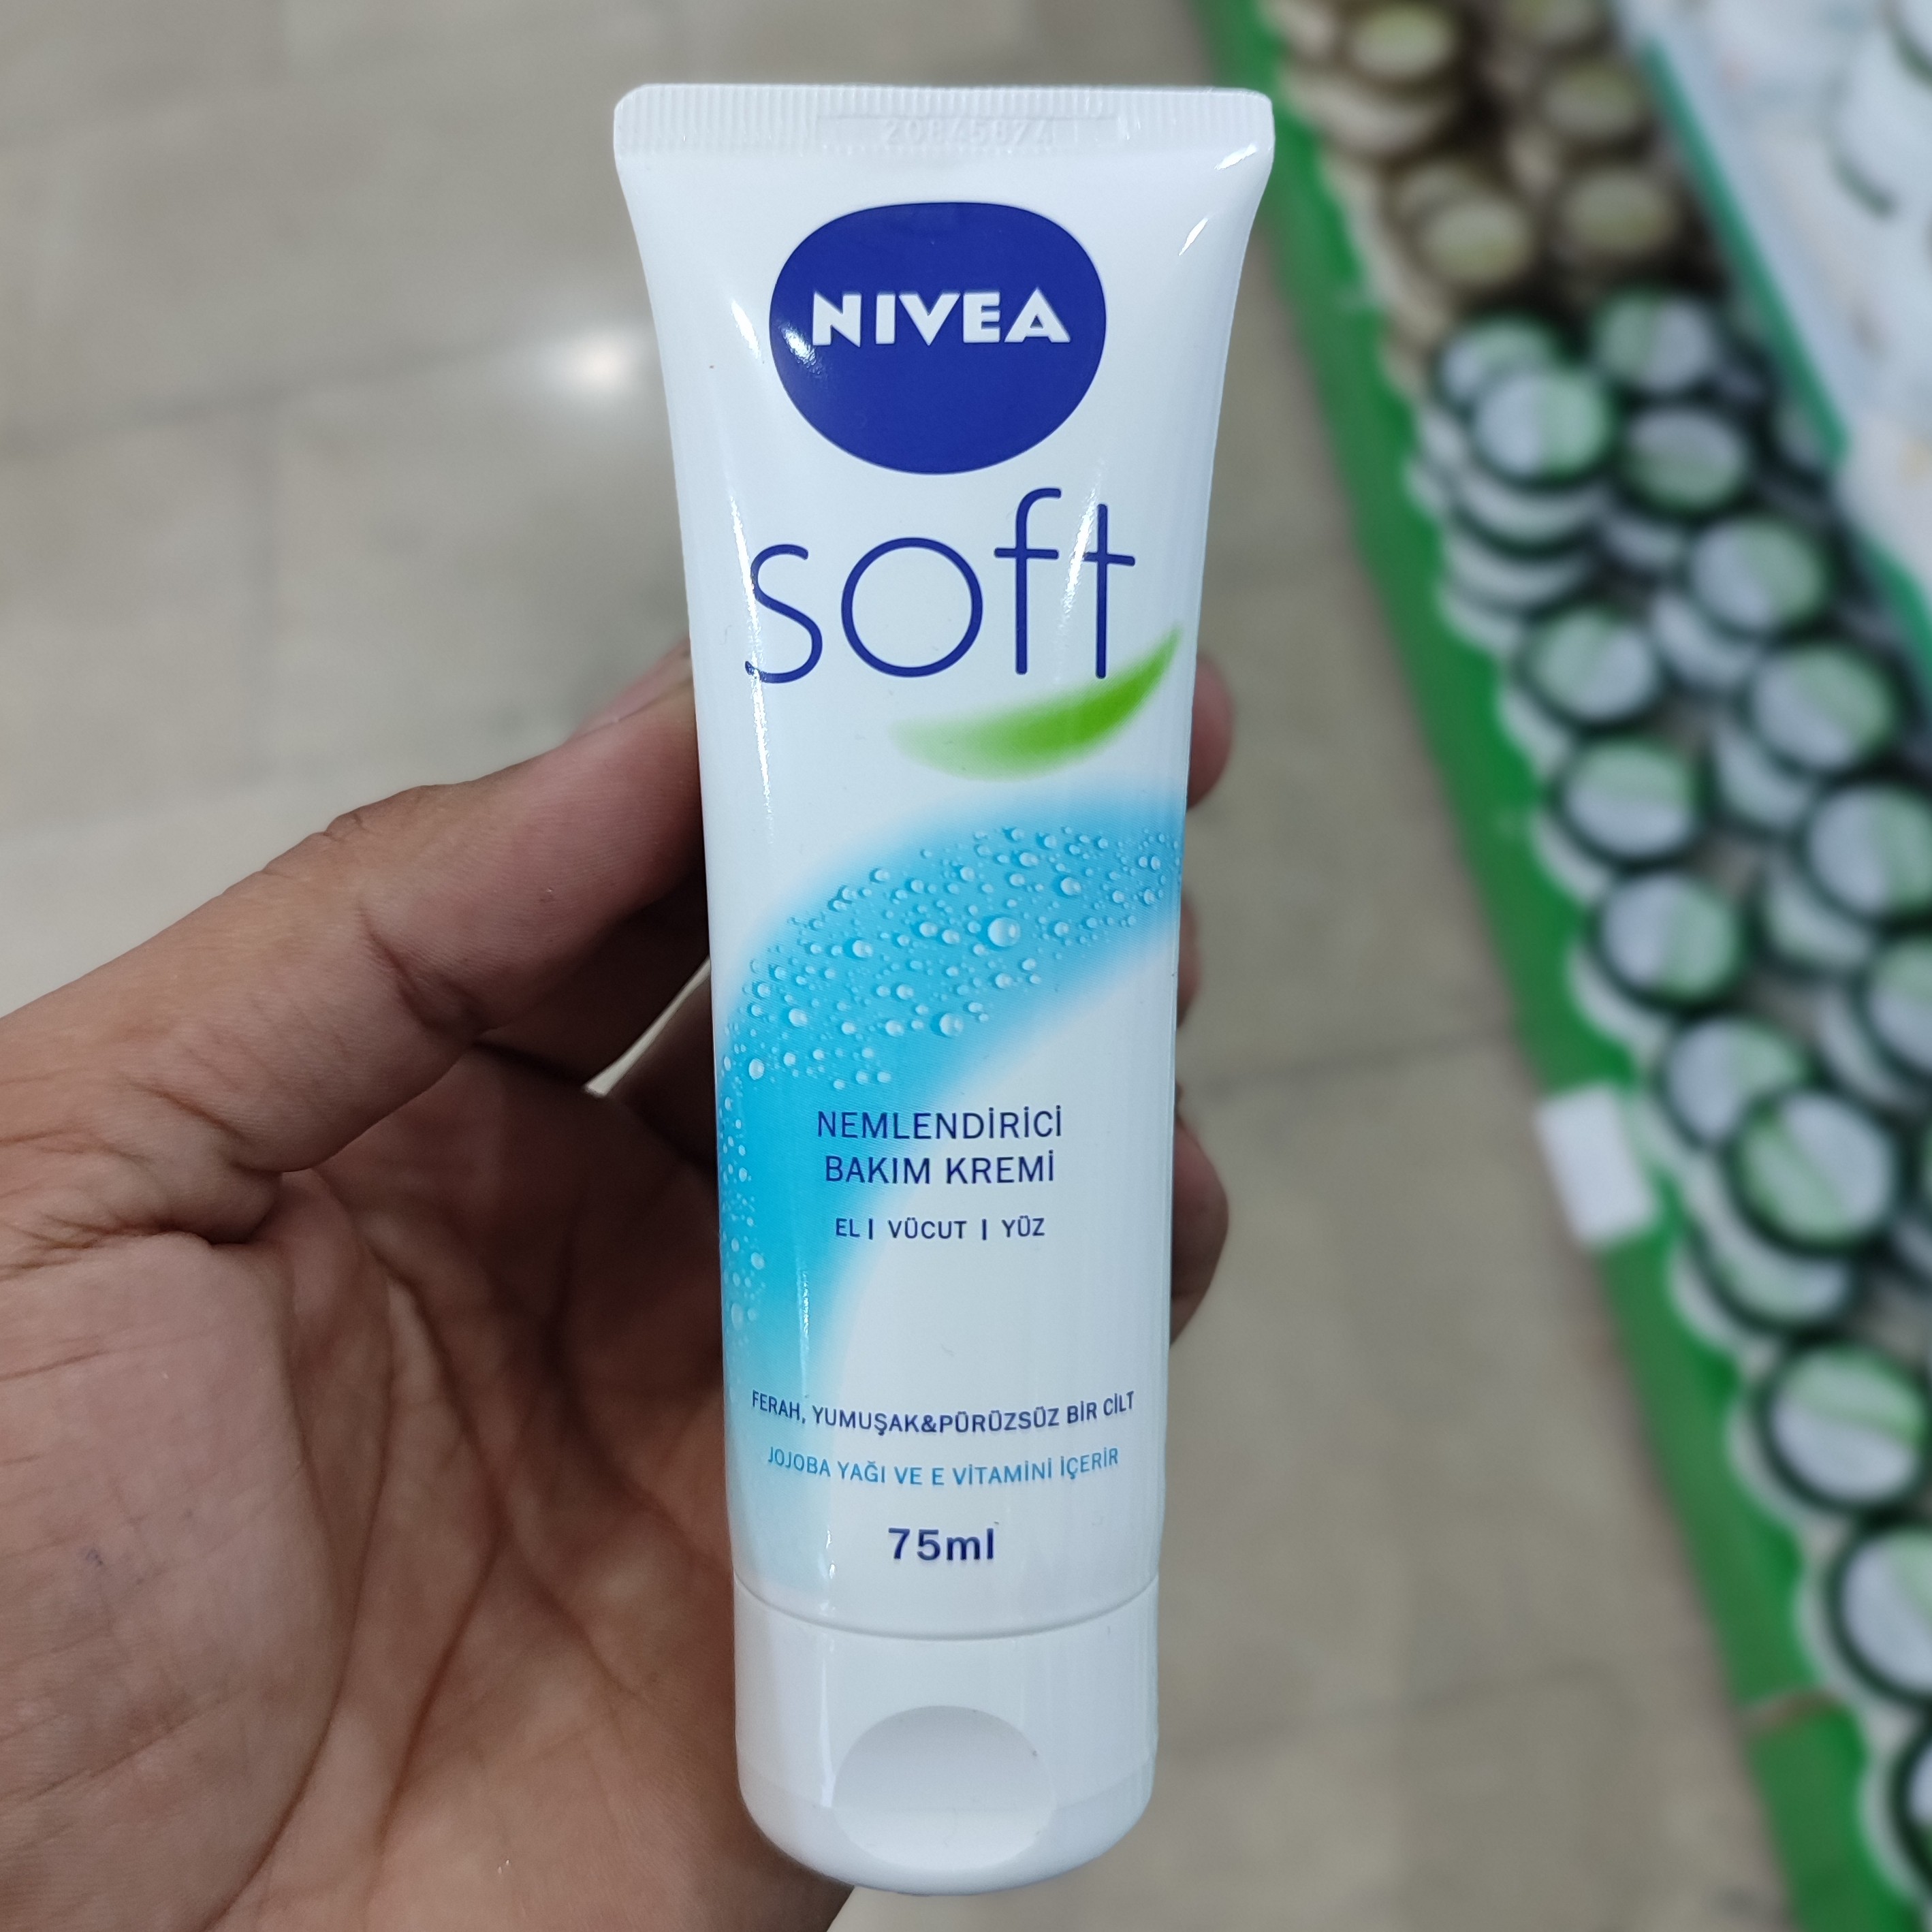 20845874
NIVEA
soft
NEMLENDİRİCİ
BAKIM KREMİ
EL | VÜCUT | YÜZ
FERAH, YUMUŞAK&PÜRÜZSÜZ BİR CİLT
JOJOBA YAĞI VE E VİTAMİNİ İÇERİR
75ml